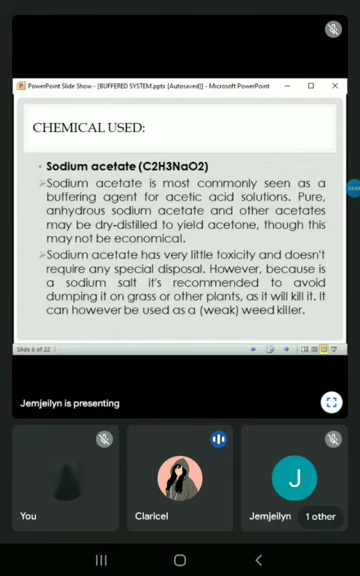 PowerPoint Slide Show - [BUFFERED SYSTEM.pptx [Autosaved]] - Microsoft PowerPoint
CHEMICAL USED:
• Sodium acetate (C2H3NaO2)
➢Sodium acetate is most commonly seen as a
buffering agent for acetic acid solutions. Pure,
anhydrous sodium acetate and other acetates
may be dry-distilled to yield acetone, though this
may not be economical.
➢Sodium acetate has very little toxicity and doesn't
require any special disposal. However, because is
a sodium salt it's recommended to avoid
dumping it on grass or other plants, as it will kill it. It
can however be used as a (weak) weed killer.
Slide 6 of 22
Jemjeilyn is presenting
You
Claricel
J
Jemjeilyn
1 other